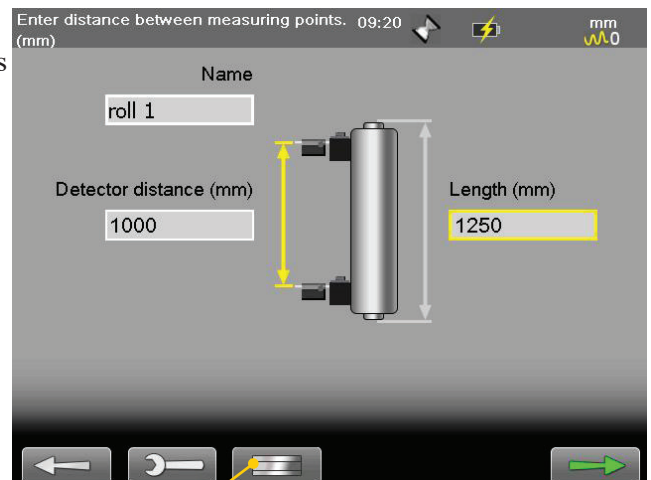 Enter distance between measuring points. 09:20
(mm)
mm
0
s
Name
roll 1
Detector distance (mm)
1000
Length (mm)
1250